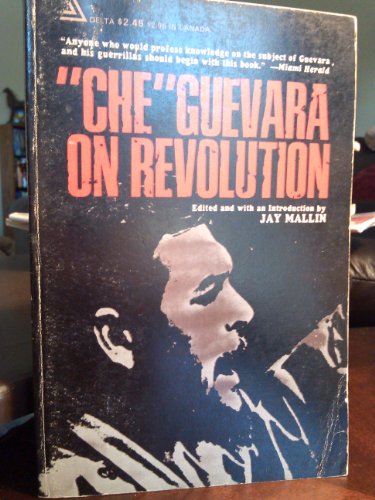 DELTA $2.45 $2.95 IN CANADA
"Anyone who would profess knowledge on the subject of Guevara,
and his guerrillas should begin with this book." —Miami Herald
"CHE" GUEVARA
ON REVOLUTION
Edited and with an Introduction by
JAY MALLIN